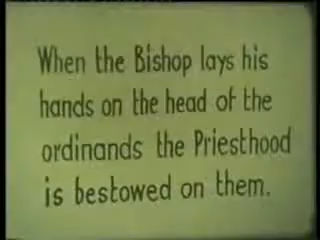 When the Bishop lays his
hands on the head of the
ordinands the Priesthood
is bestowed on them.